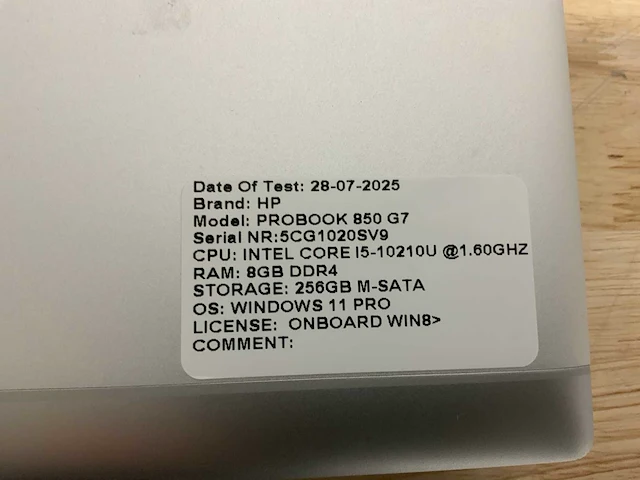 Date Of Test: 28-07-2025
Brand: HP
Model: PROBOOK 850 G7
Serial NR:5CG1020SV9
CPU: INTEL CORE I5-10210U @1.60GHZ
RAM: 8GB DDR4
STORAGE: 256GB M-SATA
OS: WINDOWS 11 PRO
LICENSE: ONBOARD WIN8>
COMMENT: